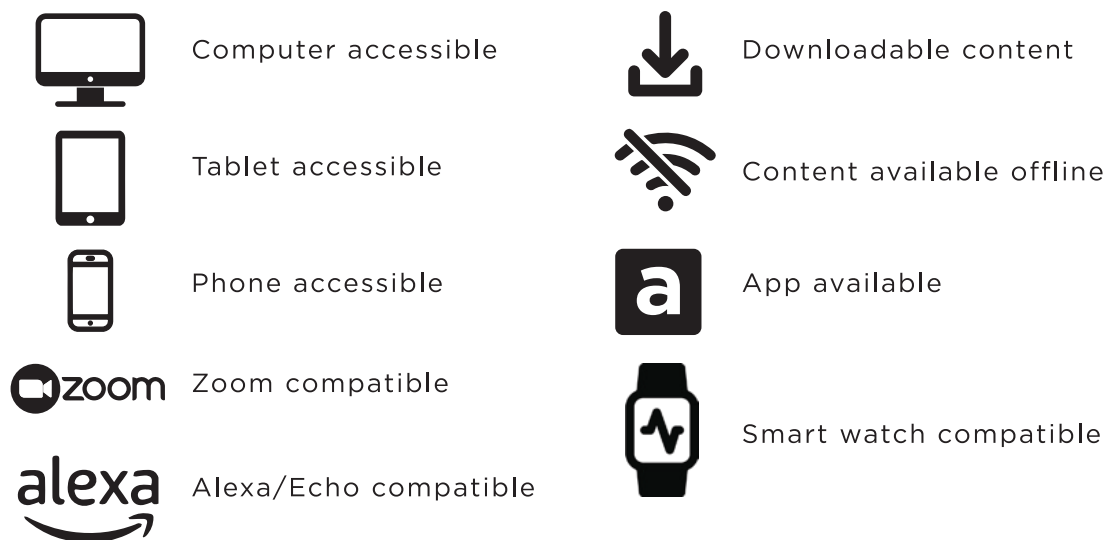 Computer accessible
Tablet accessible
Phone accessible
zoom Zoom compatible
alexa Alexa/Echo compatible
Downloadable content
Content available offline
a App available
Smart watch compatible